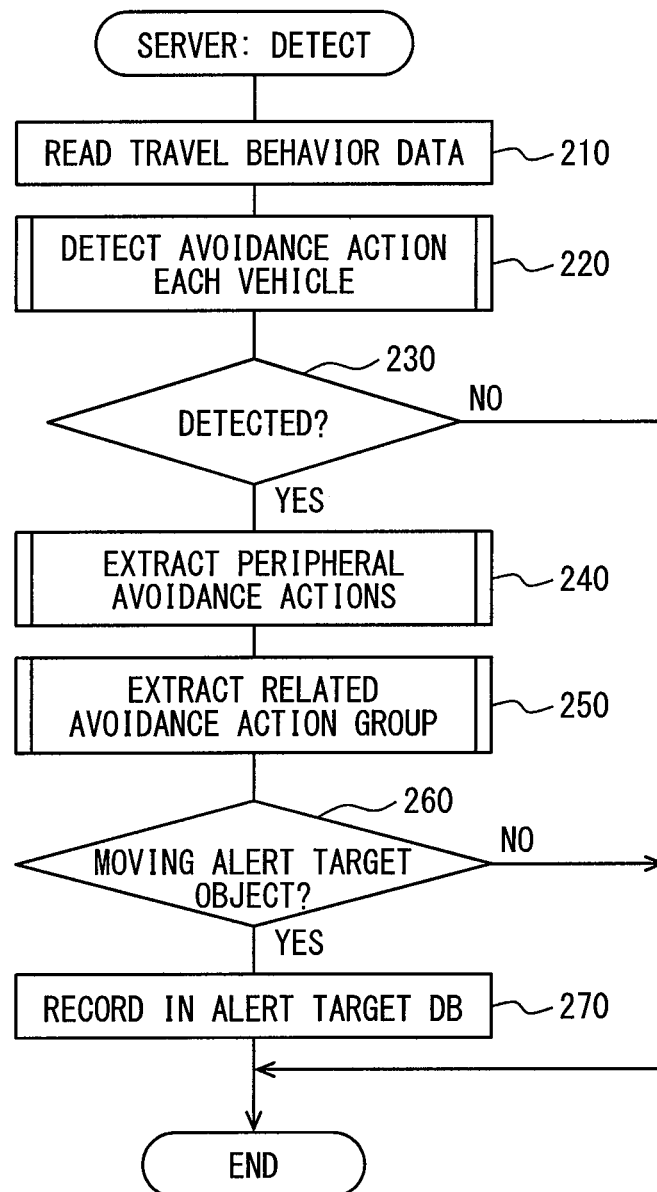 SERVER: DETECT
READ TRAVEL BEHAVIOR DATA
210
DETECT AVOIDANCE ACTION
EACH VEHICLE
220
230
DETECTED?
NO
YES
EXTRACT PERIPHERAL
AVOIDANCE ACTIONS
240
EXTRACT RELATED
AVOIDANCE ACTION GROUP
250
260
MOVING ALERT TARGET
OBJECT?
NO
YES
RECORD IN ALERT TARGET DB
270
END